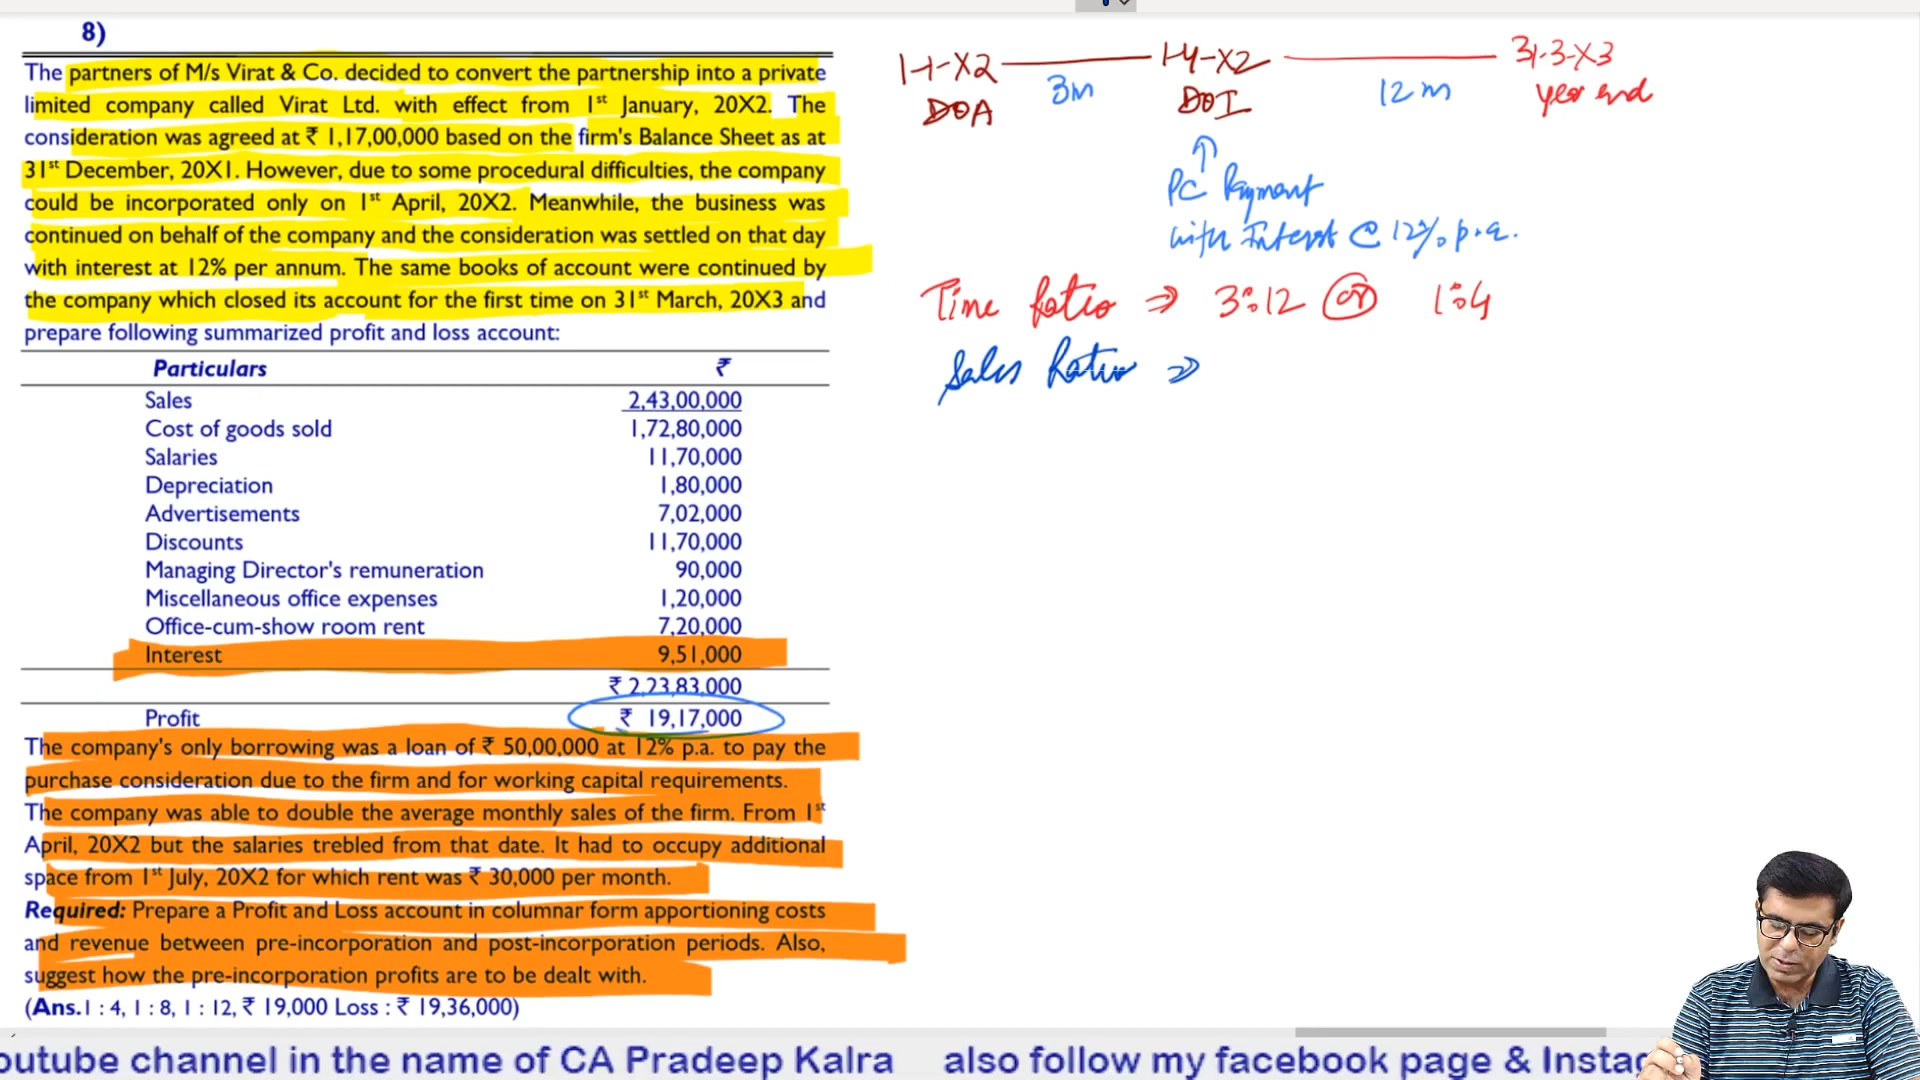 8)
The partners of M/s Virat & Co. decided to convert the partnership into a private
limited company called Virat Ltd. with effect from 1st January, 20X2. The
consideration was agreed at ₹ 1,17,00,000 based on the firm's Balance Sheet as at
31st December, 20X1. However, due to some procedural difficulties, the company
could be incorporated only on 1st April, 20X2. Meanwhile, the business was
continued on behalf of the company and the consideration was settled on that day
with interest at 12% per annum. The same books of account were continued by
the company which closed its account for the first time on 31st March, 20X3 and
prepare following summarized profit and loss account:
Particulars ₹
Sales 2,43,00,000
Cost of goods sold 1,72,80,000
Salaries 11,70,000
Depreciation 1,80,000
Advertisements 7,02,000
Discounts 11,70,000
Managing Director's remuneration 90,000
Miscellaneous office expenses 1,20,000
Office-cum-show room rent 7,20,000
Interest 9,51,000
₹ 2,23,83,000
Profit ₹ 19,17,000
The company's only borrowing was a loan of ₹ 50,00,000 at 12% p.a. to pay the
purchase consideration due to the firm and for working capital requirements.
The company was able to double the average monthly sales of the firm. From 1st
April, 20X2 but the salaries trebled from that date. It had to occupy additional
space from 1st July, 20X2 for which rent was ₹ 30,000 per month.
Required: Prepare a Profit and Loss account in columnar form apportioning costs
and revenue between pre-incorporation and post-incorporation periods. Also,
suggest how the pre-incorporation profits are to be dealt with.
(Ans.1 : 4, 1 : 8, 1 : 12, ₹ 19,000 Loss : ₹ 19,36,000)
1-1-X2 1-4-X2 31-3-X3
DOA 3m DOI 12m year end
PC Payment
with Interest @ 12% p.a.
Time Ratio ⇒ 3:12 or 1:4
Sales Ratio ⇒
outube channel in the name of CA Pradeep Kalra also follow my facebook page & Insta